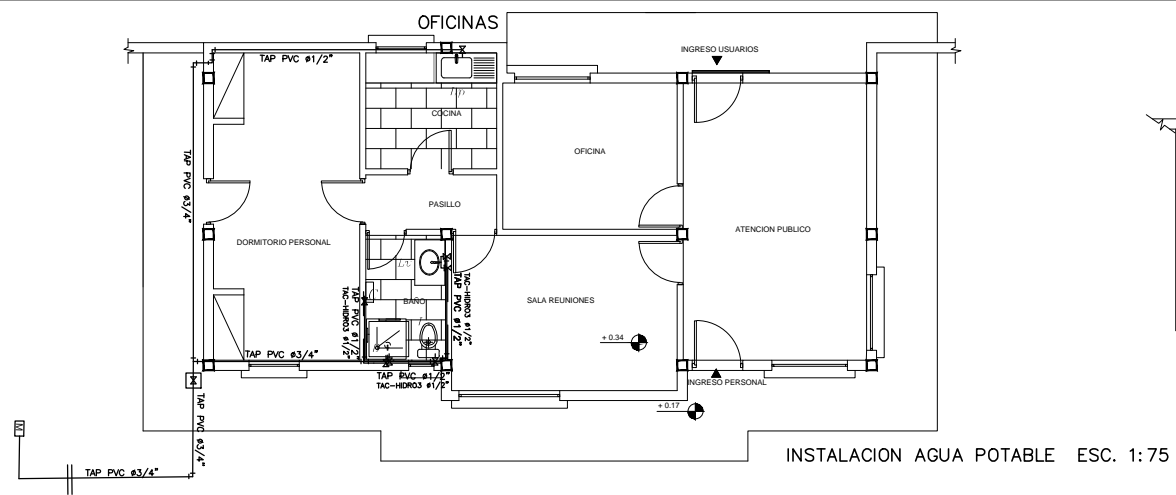 OFICINAS
INGRESO USUARIOS
TAP PVC ø1/2"
COCINA
OFICINA
TAP PVC ø3/4"
PASILLO
ATENCION PUBLICO
DORMITORIO PERSONAL
TAC-HIDRO3 ø1/2"
TAP PVC ø1/2"
TAP PVC ø1/2"
TAC-HIDRO3 ø1/2"
BAÑO
SALA REUNIONES
+ 0.34
TAP PVC ø3/4"
TAP PVC ø1/2"
TAC-HIDRO3 ø1/2"
INGRESO PERSONAL
+ 0.17
TAP PVC ø3/4"
M
TAP PVC ø3/4"
INSTALACION AGUA POTABLE ESC. 1:75